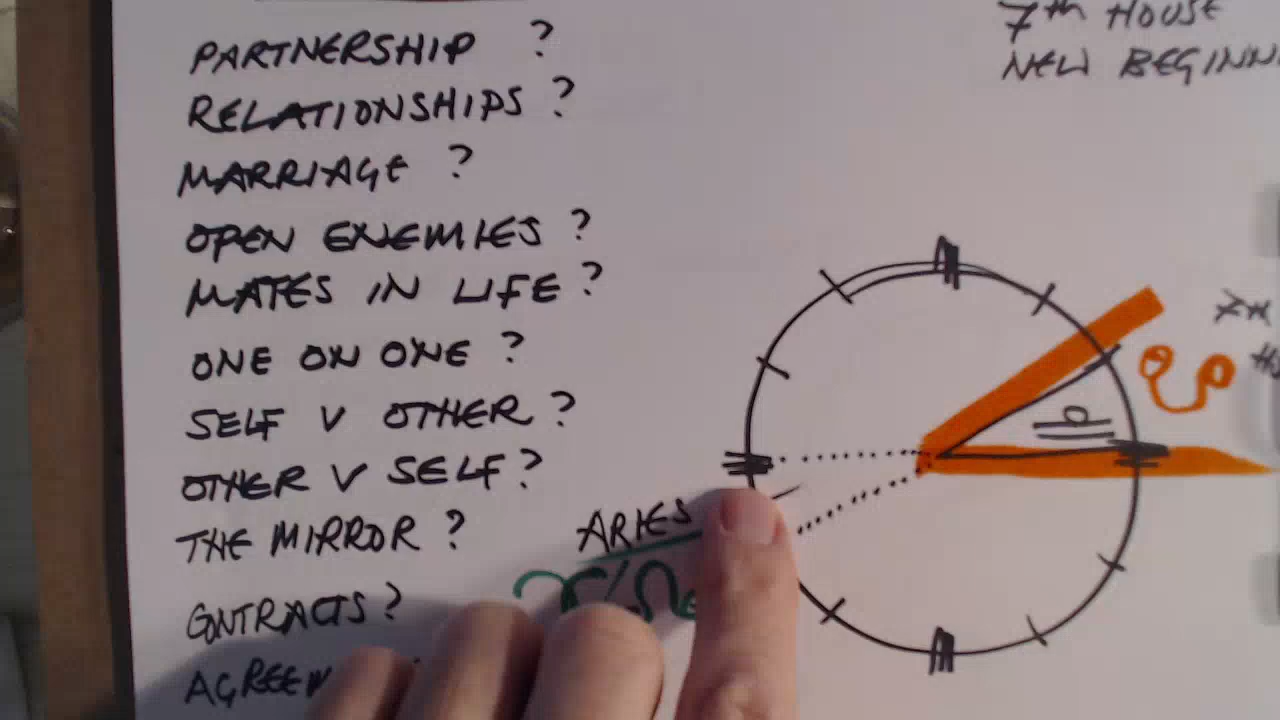 PARTNERSHIP ?
RELATIONSHIPS ?
MARRIAGE ?
OPEN ENEMIES ?
MATES IN LIFE ?
ONE ON ONE ?
SELF V OTHER ?
OTHER V SELF ?
THE MIRROR ?
CONTRACTS ?
AGREEM
7th HOUSE
NEW BEGINN
ARIES